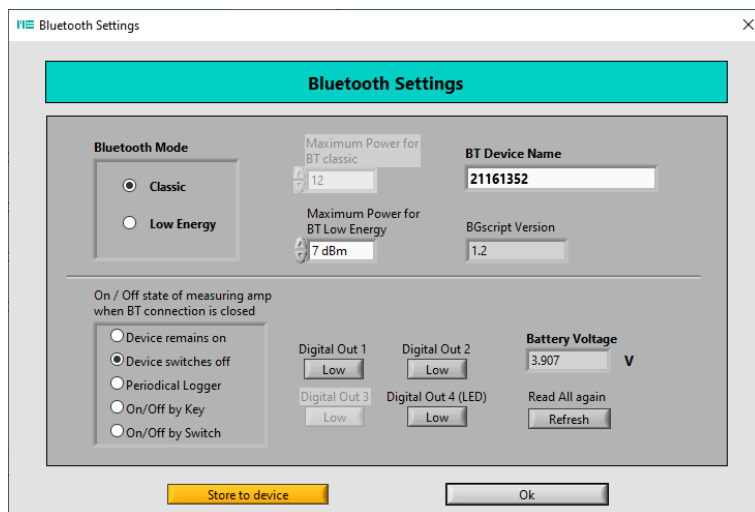 ME Bluetooth Settings
Bluetooth Settings
Bluetooth Mode
Classic
Low Energy
Maximum Power for
BT classic
12
Maximum Power for
BT Low Energy
7 dBm
BT Device Name
21161352
BGscript Version
1.2
On / Off state of measuring amp
when BT connection is closed
Device remains on
Device switches off
Periodical Logger
On/Off by Key
On/Off by Switch
Digital Out 1
Low
Digital Out 2
Low
Digital Out 3
Low
Digital Out 4 (LED)
Low
Battery Voltage
3.907 V
Read All again
Refresh
Store to device
Ok